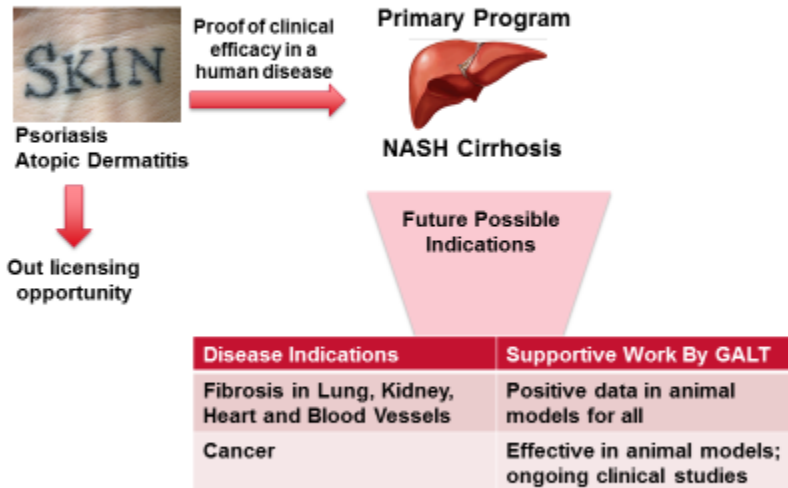 SKIN
Psoriasis
Atopic Dermatitis
Proof of clinical
efficacy in a
human disease
Primary Program
NASH Cirrhosis
Out licensing
opportunity
Future Possible
Indications
Disease Indications
Supportive Work By GALT
Fibrosis in Lung, Kidney,
Heart and Blood Vessels
Positive data in animal
models for all
Cancer
Effective in animal models;
ongoing clinical studies